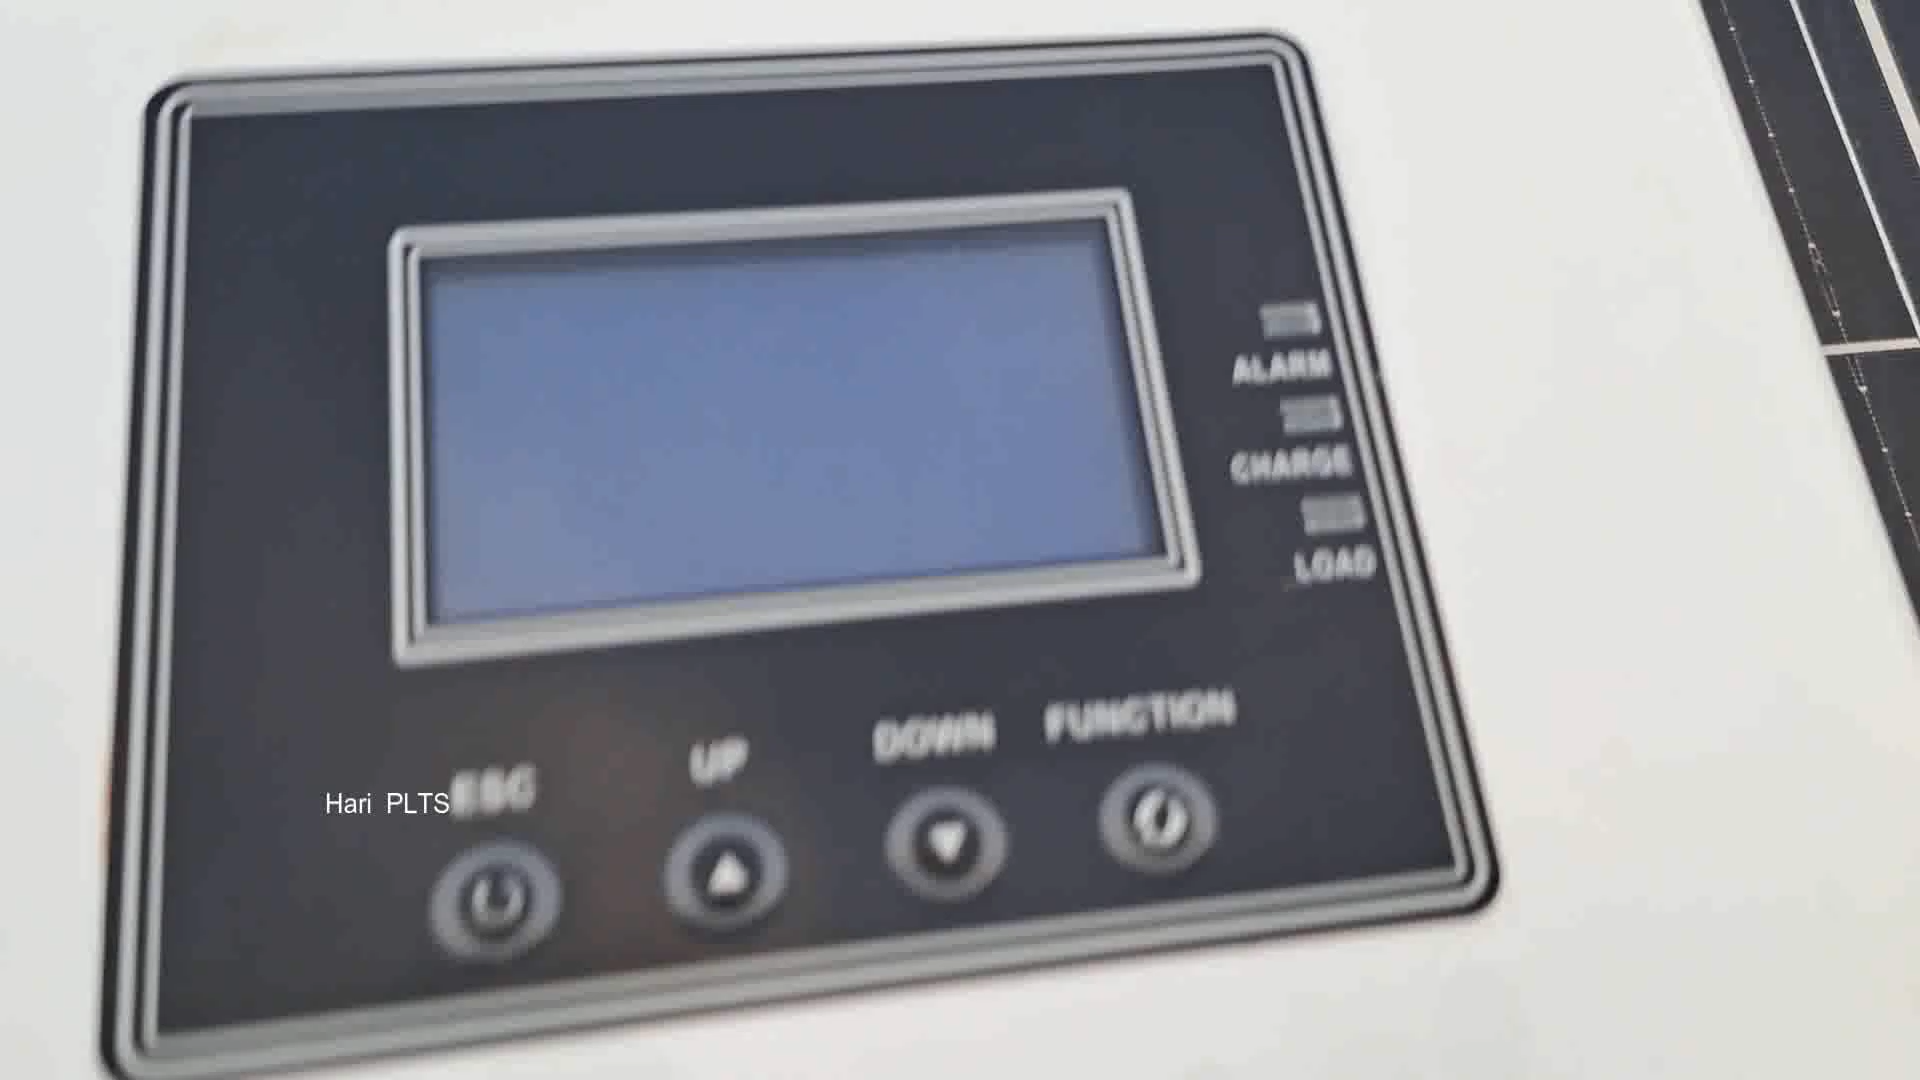 ALARM
CHARGE
LOAD
ESC
UP
DOWN
FUNCTION
Hari PLTS